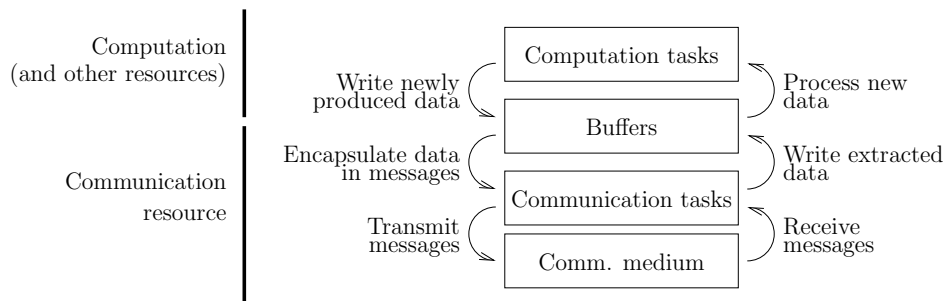 Computation
(and other resources)
Communication
resource
Computation tasks
Write newly
produced data
Process new
data
Buffers
Encapsulate data
in messages
Write extracted
data
Communication tasks
Transmit
messages
Receive
messages
Comm. medium